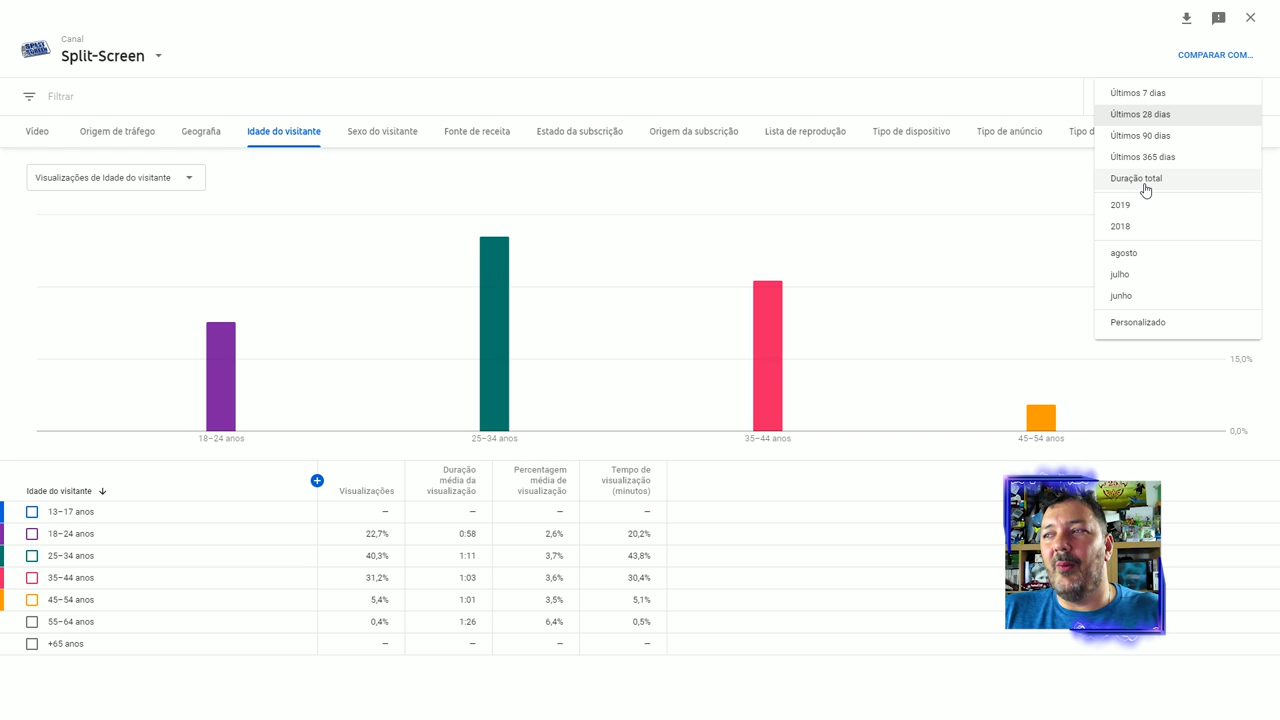 Canal
SPLIT SCREEN
Split-Screen
COMPARAR COM...
Filtrar
Últimos 7 dias
Últimos 28 dias
Últimos 90 dias
Últimos 365 dias
Duração total
2019
2018
agosto
julho
junho
Personalizado
Vídeo Origem de tráfego Geografia Idade do visitante Sexo do visitante Fonte de receita Estado da subscrição Origem da subscrição Lista de reprodução Tipo de dispositivo Tipo de anúncio Tipo d
Visualizações de Idade do visitante
15,0%
0,0%
18–24 anos 25–34 anos 35–44 anos 45–54 anos
Idade do visitante Visualizações Duração média da visualização Percentagem média de visualização Tempo de visualização (minutos)
13–17 anos — — — —
18–24 anos 22,7% 0:58 2,6% 20,2%
25–34 anos 40,3% 1:11 3,7% 43,8%
35–44 anos 31,2% 1:03 3,6% 30,4%
45–54 anos 5,4% 1:01 3,5% 5,1%
55–64 anos 0,4% 1:26 6,4% 0,5%
+65 anos — — — —